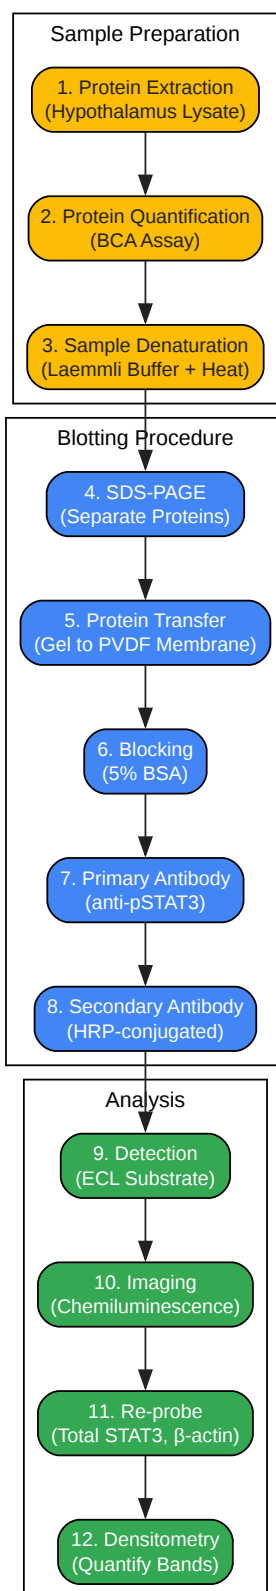 Sample Preparation
1. Protein Extraction
(Hypothalamus Lysate)
2. Protein Quantification
(BCA Assay)
3. Sample Denaturation
(Laemmli Buffer + Heat)
Blotting Procedure
4. SDS-PAGE
(Separate Proteins)
5. Protein Transfer
(Gel to PVDF Membrane)
6. Blocking
(5% BSA)
7. Primary Antibody
(anti-pSTAT3)
8. Secondary Antibody
(HRP-conjugated)
Analysis
9. Detection
(ECL Substrate)
10. Imaging
(Chemiluminescence)
11. Re-probe
(Total STAT3, β-actin)
12. Densitometry
(Quantify Bands)